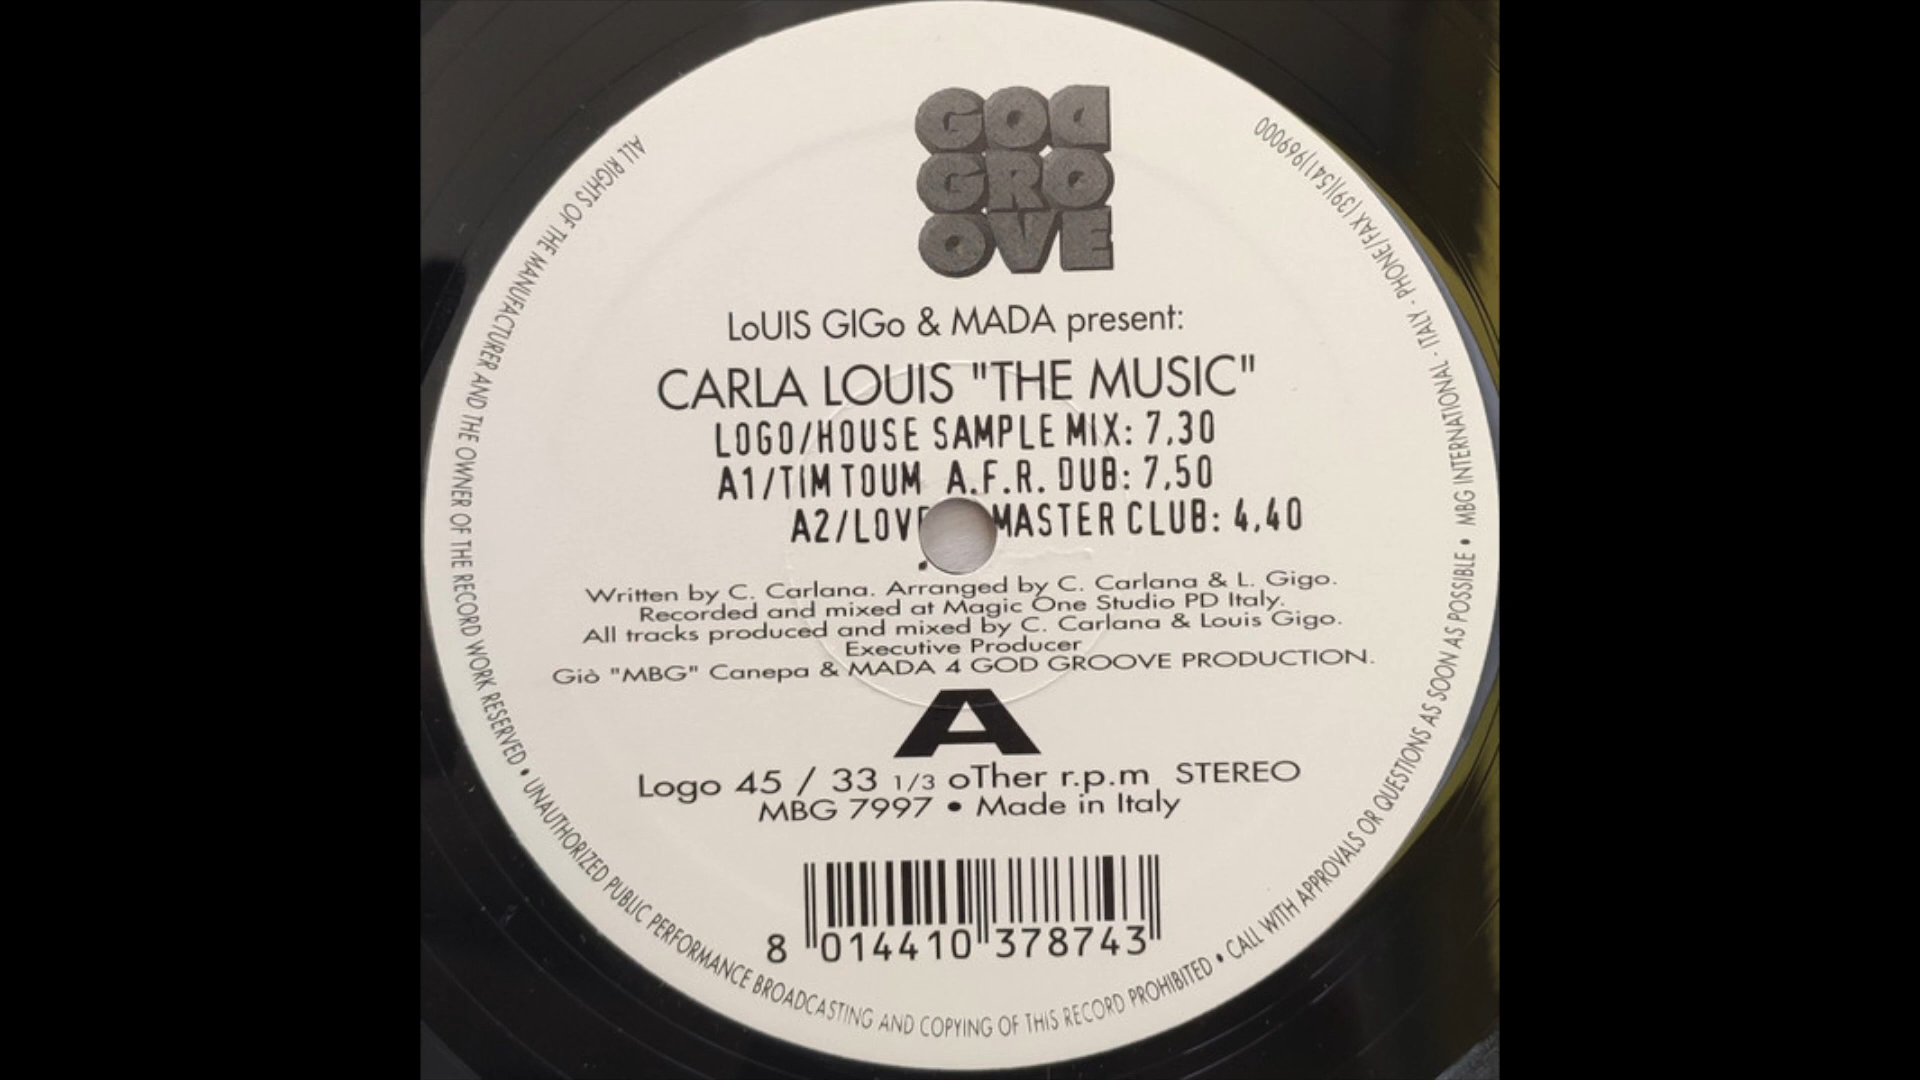 GOD
GRO
OVE
LoUIS GIGo & MADA present:
CARLA LOUIS "THE MUSIC"
LOGO/HOUSE SAMPLE MIX: 7,30
A1/TIM TOUM A.F.R. DUB: 7,50
A2/LOVE MASTER CLUB: 4,40
Written by C. Carlana. Arranged by C. Carlana & L. Gigo.
Recorded and mixed at Magic One Studio PD Italy.
All tracks produced and mixed by C. Carlana & Louis Gigo.
Executive Producer
Giò "MBG" Canepa & MADA 4 GOD GROOVE PRODUCTION.
A
Logo 45 / 33 1/3 oTher r.p.m STEREO
MBG 7997 • Made in Italy
8 014410 378743
ALL RIGHTS OF THE MANUFACTURER AND THE OWNER OF THE RECORD WORK RESERVED • UNAUTHORIZED PUBLIC PERFORMANCE BROADCASTING AND COPYING OF THIS RECORD PROHIBITED • CALL WITH APPROVALS OR QUESTIONS AS SOON AS POSSIBLE • MBG INTERNATIONAL - ITALY - PHONE/FAX (39)(541)969000